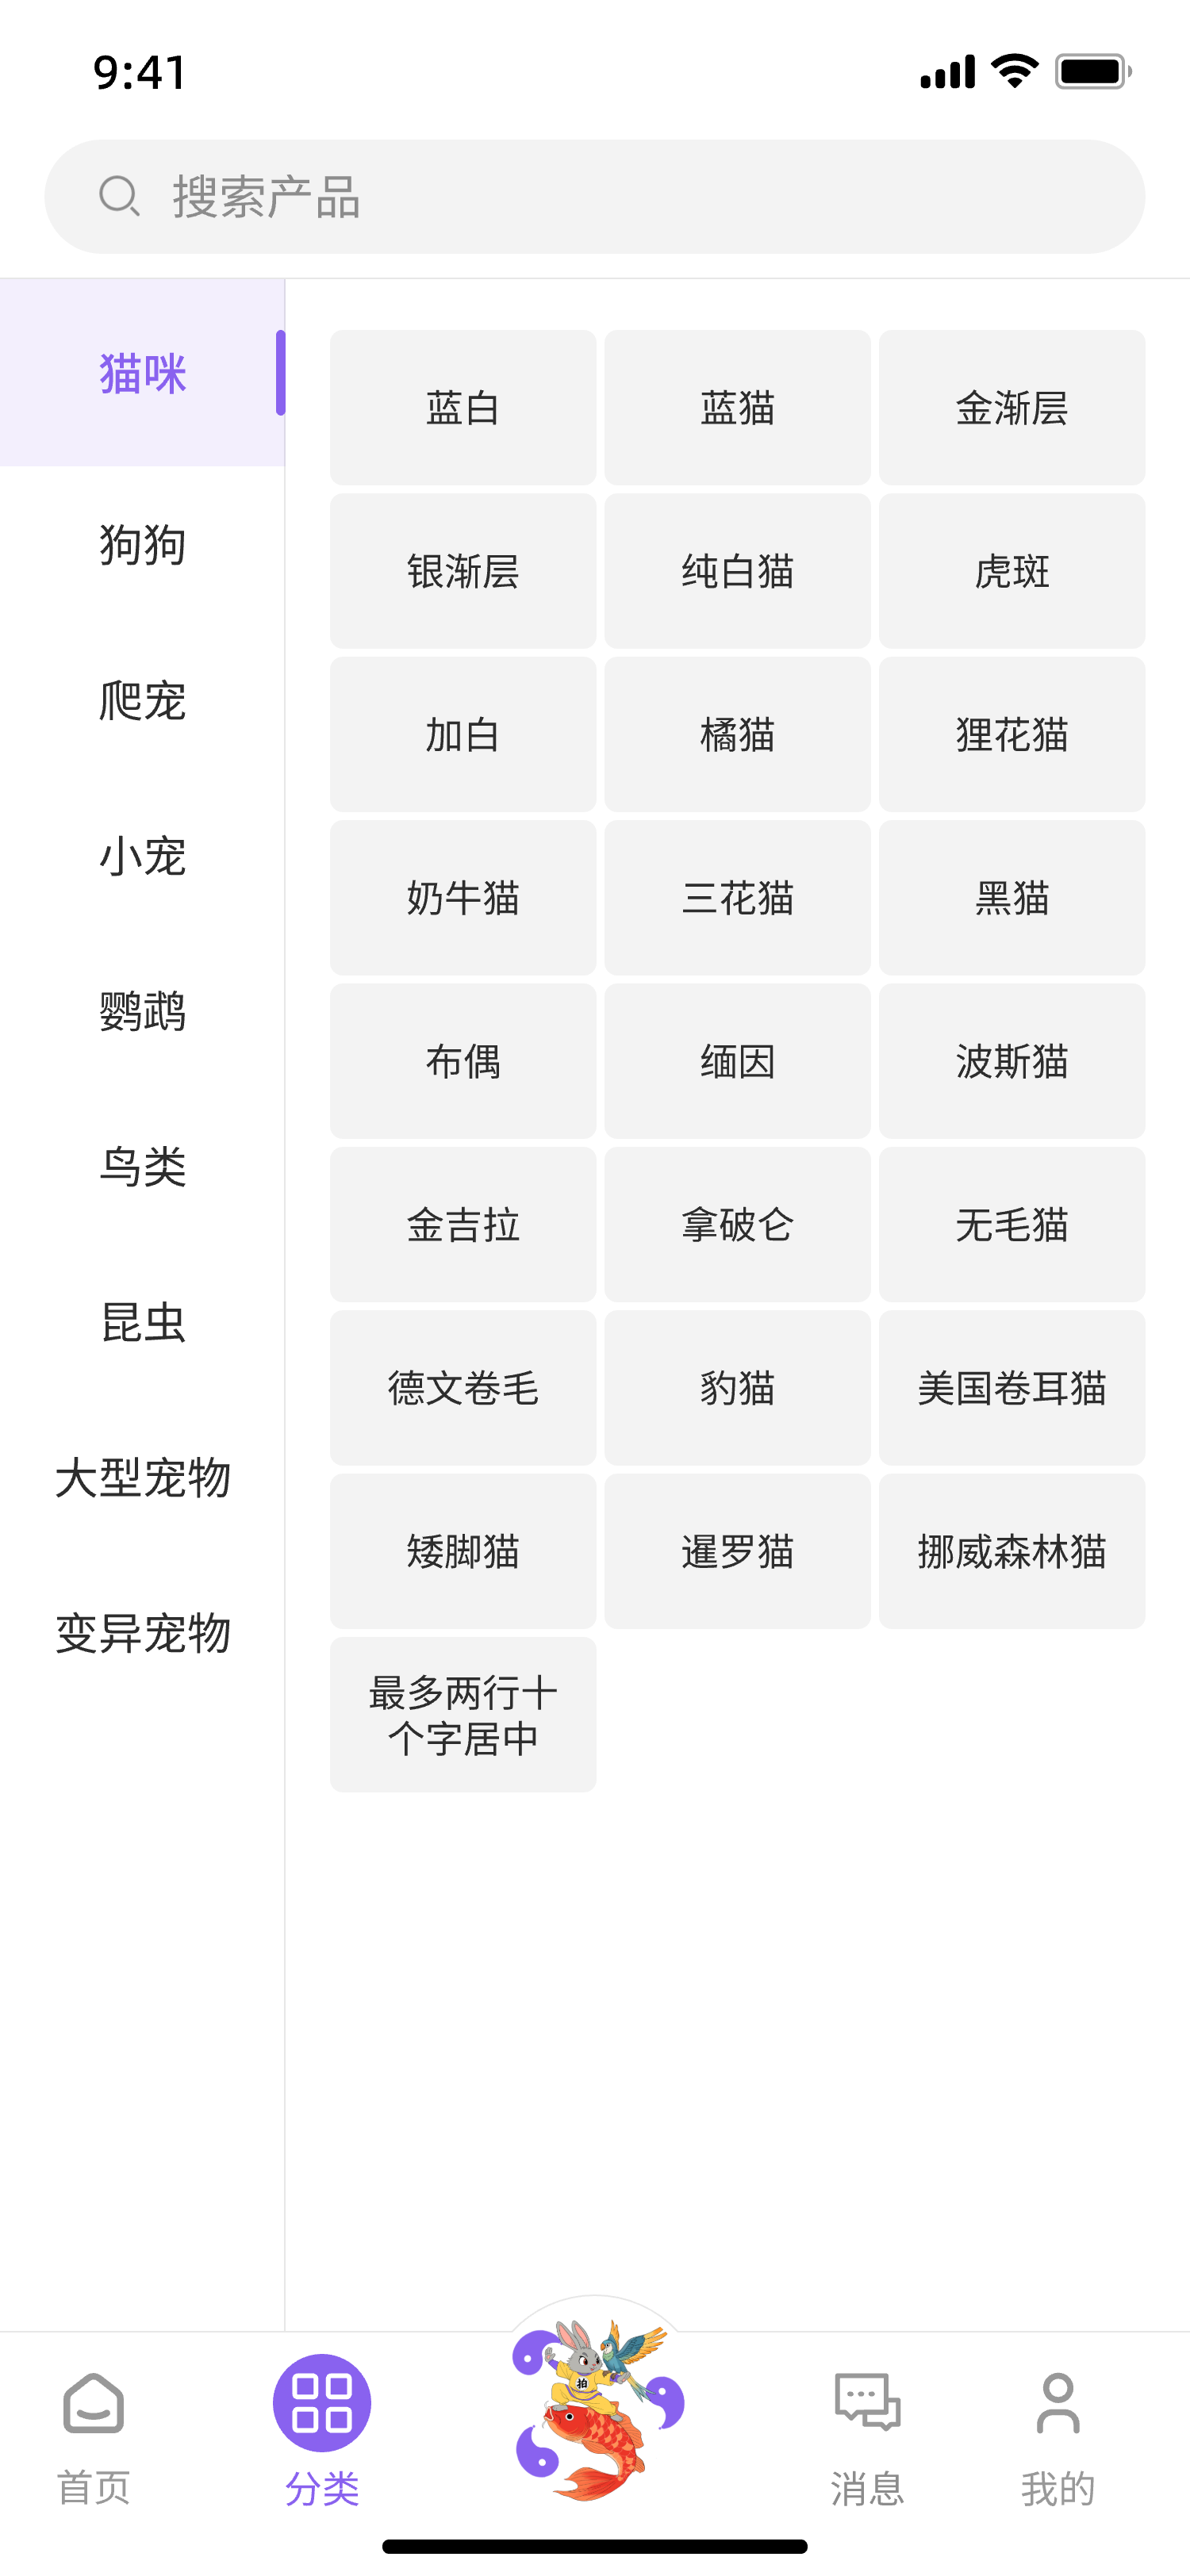 9:41
搜索产品
猫咪
狗狗
爬宠
小宠
鹦鹉
鸟类
昆虫
大型宠物
变异宠物
蓝白
蓝猫
金渐层
银渐层
纯白猫
虎斑
加白
橘猫
狸花猫
奶牛猫
三花猫
黑猫
布偶
缅因
波斯猫
金吉拉
拿破仑
无毛猫
德文卷毛
豹猫
美国卷耳猫
矮脚猫
暹罗猫
挪威森林猫
最多两行十
个字居中
首页
分类
拍
消息
我的